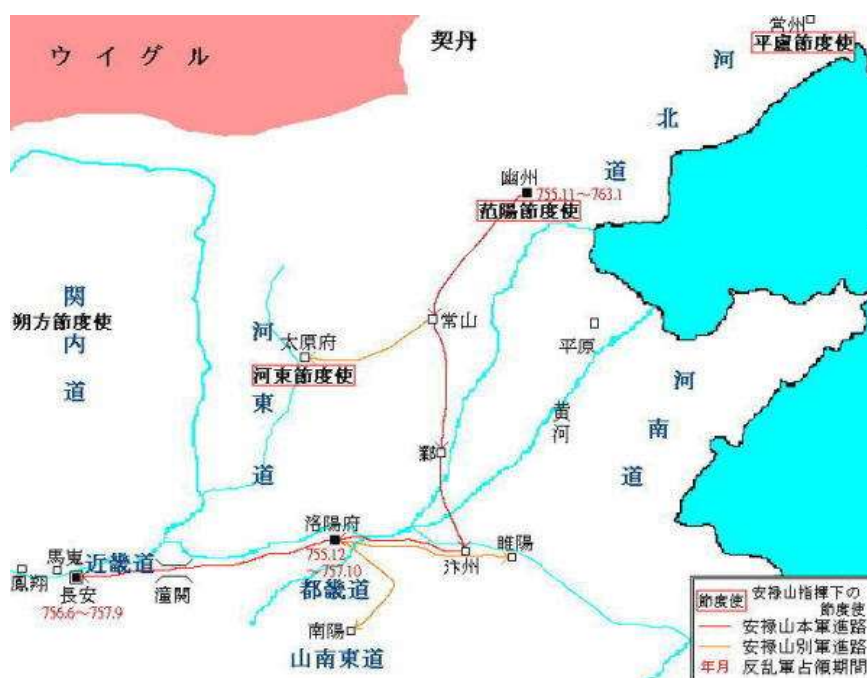 ウイグル
契丹
営州
平盧節度使
河北道
幽州
755.11〜763.1
范陽節度使
関内道
朔方節度使
常山
太原府
河東節度使
河東道
平原
黄河
河南道
鄴
洛陽府
755.12
〜757.10
都畿道
汴州
睢陽
馬嵬
近畿道
鳳翔
長安
潼関
756.6〜757.9
南陽
山南東道
節度使 安禄山指揮下の
節度使
安禄山本軍進路
安禄山別軍進路
年月 反乱軍占領期間